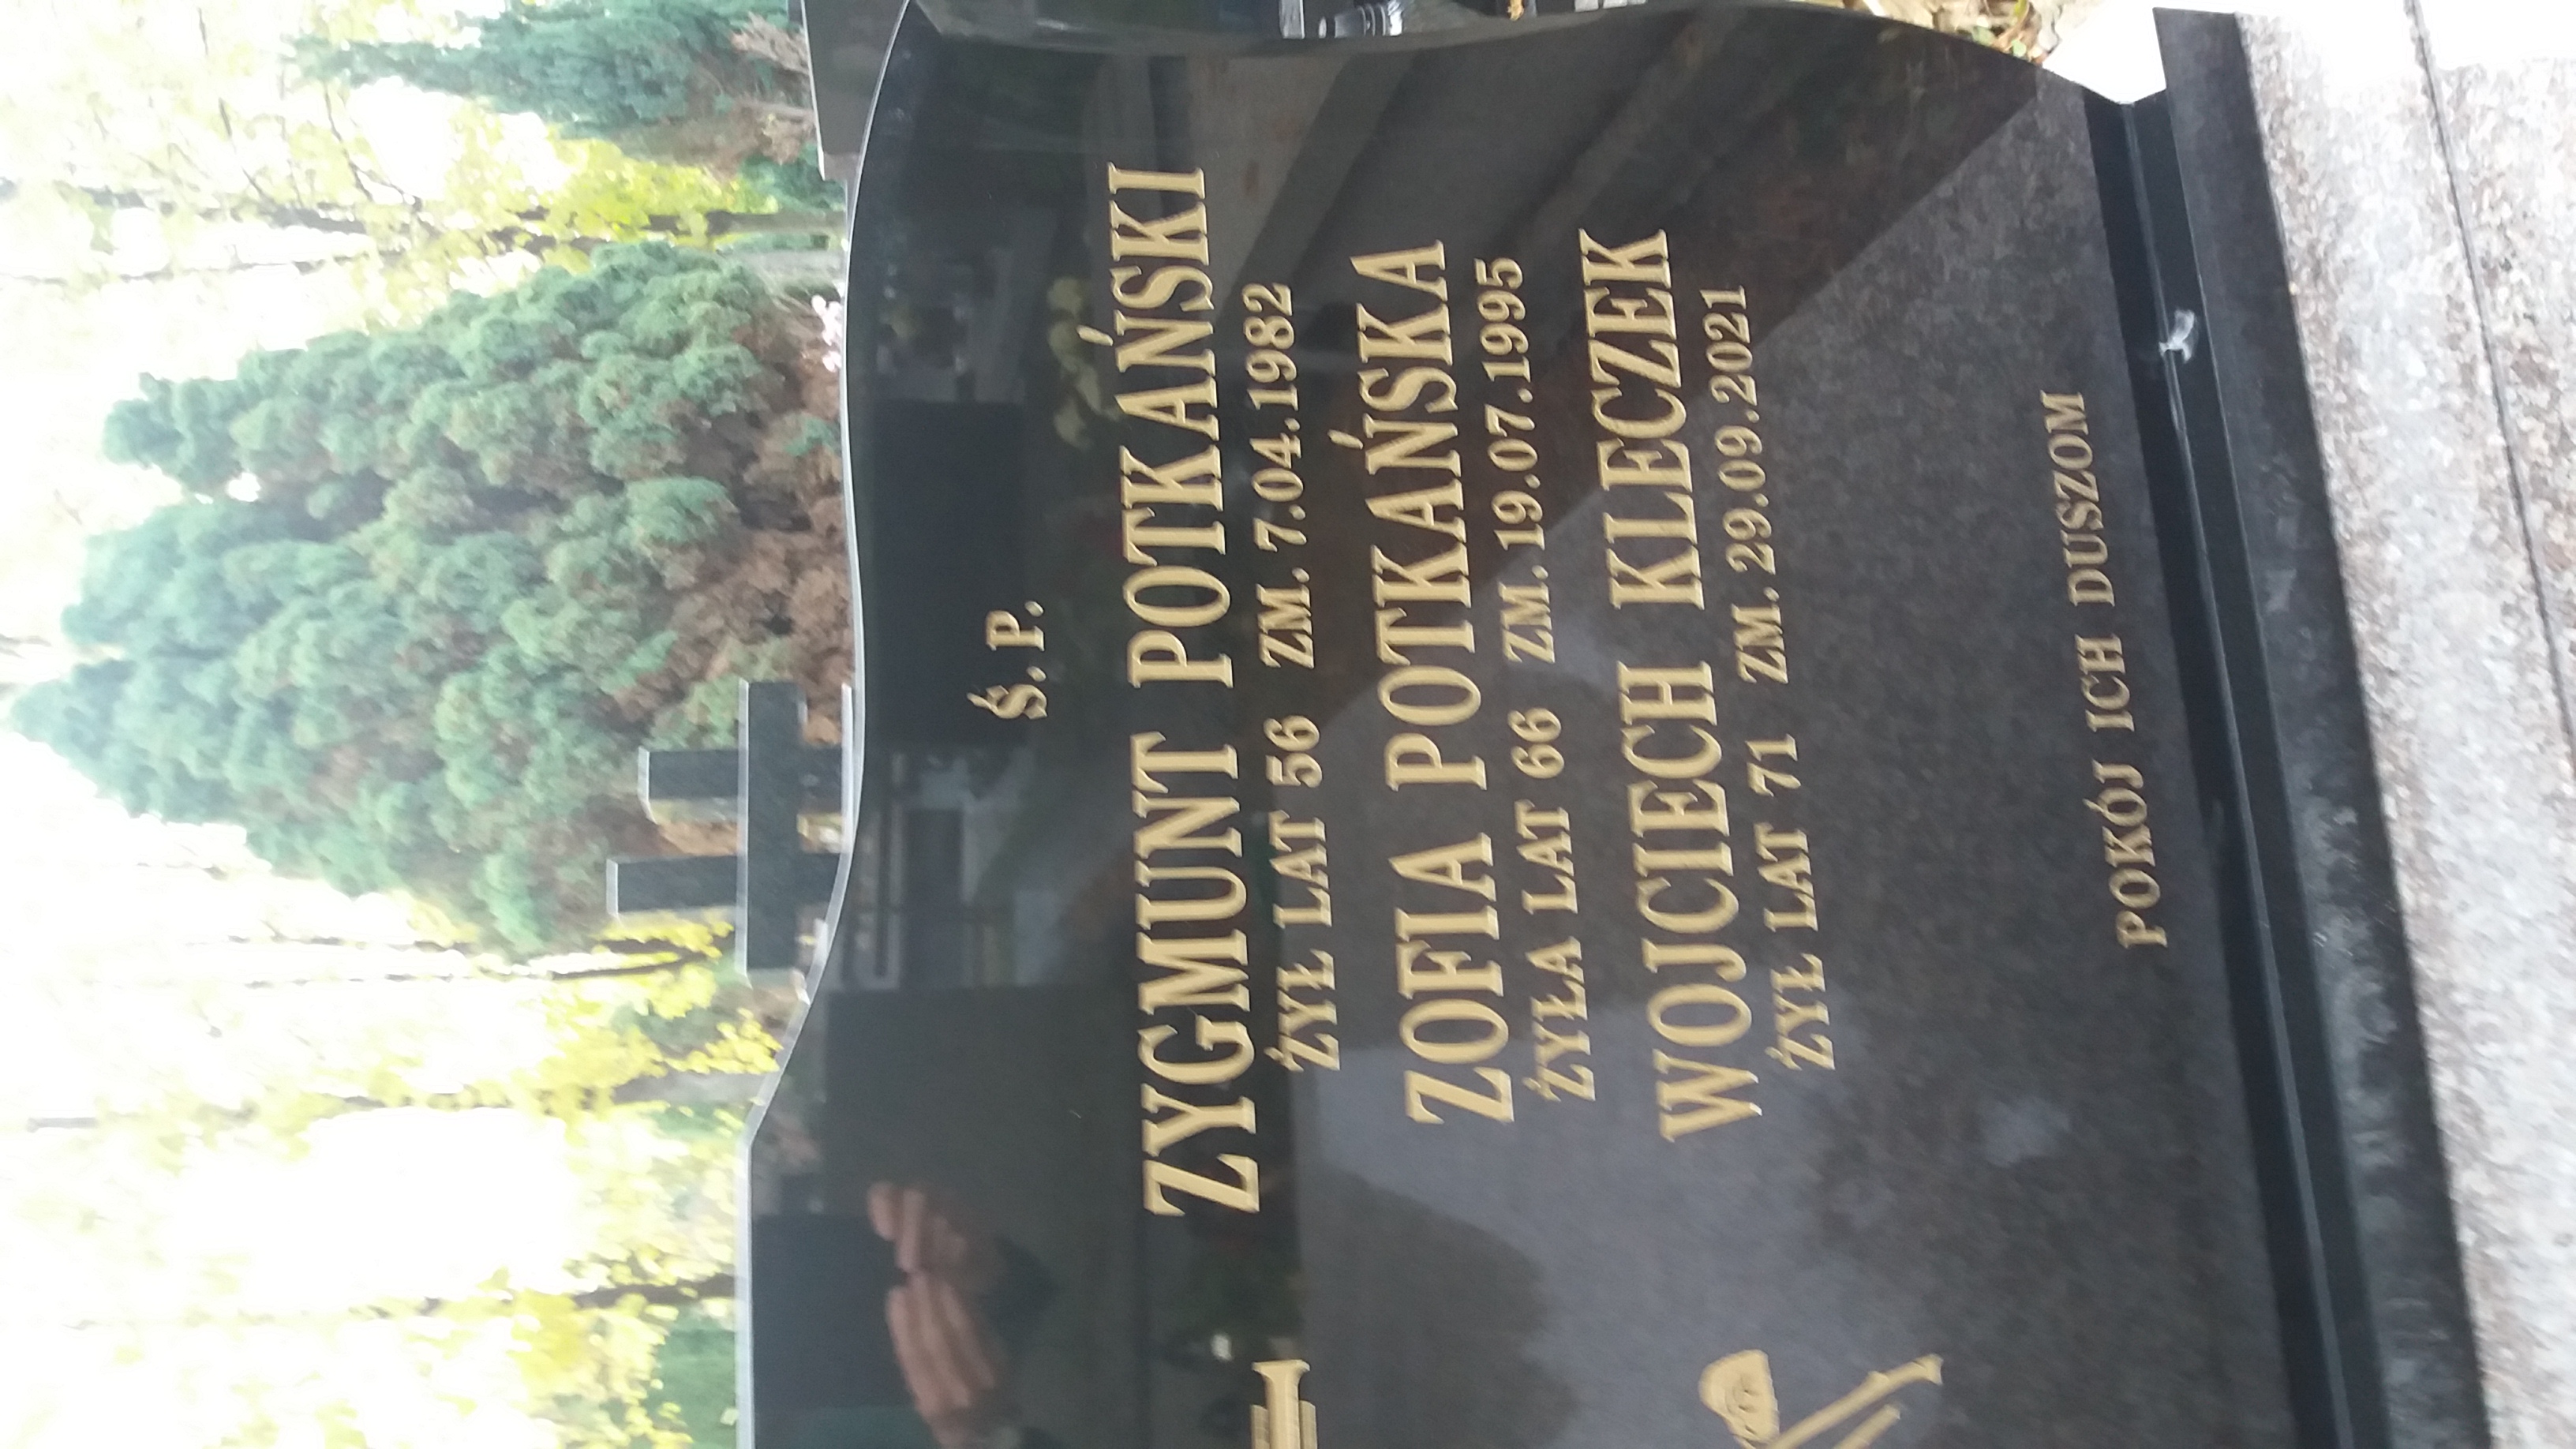 Ś.P.
ZYGMUNT POTKAŃSKI
ŻYŁ LAT 56 ZM. 7.04.1982
ZOFIA POTKAŃSKA
ŻYŁA LAT 66 ZM. 19.07.1995
WOJCIECH KLECZEK
ŻYŁ LAT 71 ZM. 29.09.2021
POKÓJ ICH DUSZOM